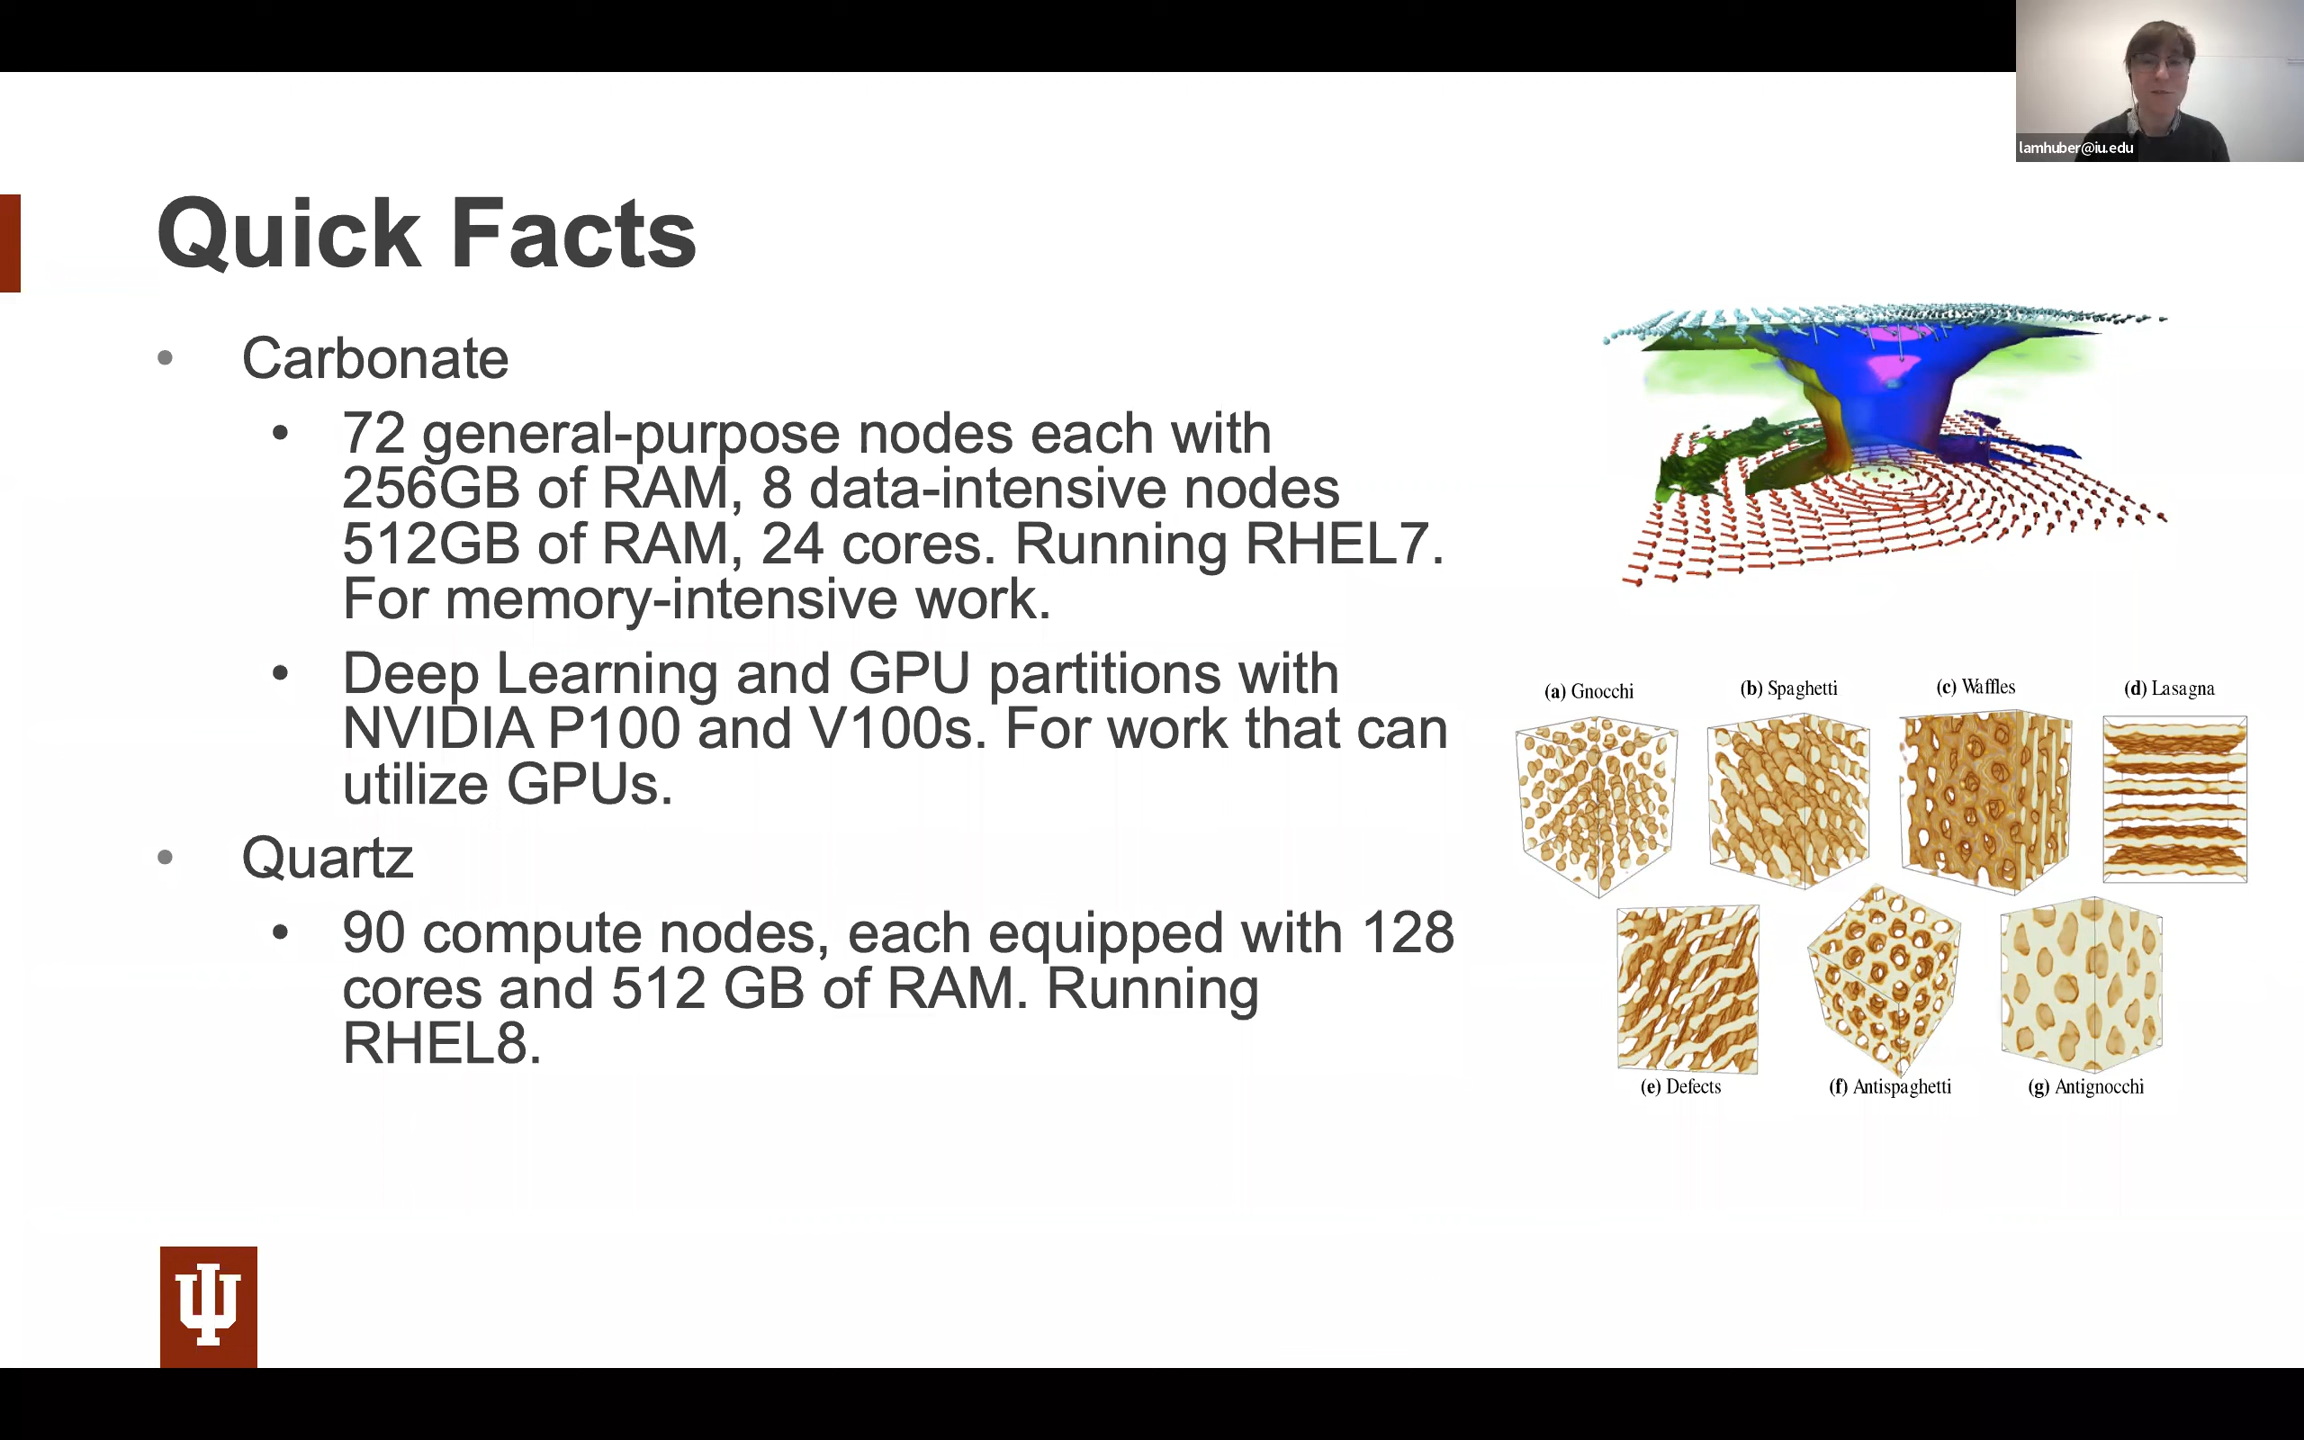 lamhuber@iu.edu
Quick Facts
• Carbonate
• 72 general-purpose nodes each with
256GB of RAM, 8 data-intensive nodes
512GB of RAM, 24 cores. Running RHEL7.
For memory-intensive work.
• Deep Learning and GPU partitions with
NVIDIA P100 and V100s. For work that can
utilize GPUs.
• Quartz
• 90 compute nodes, each equipped with 128
cores and 512 GB of RAM. Running
RHEL8.
(a) Gnocchi (b) Spaghetti (c) Waffles (d) Lasagna
(e) Defects (f) Antispaghetti (g) Antignocchi